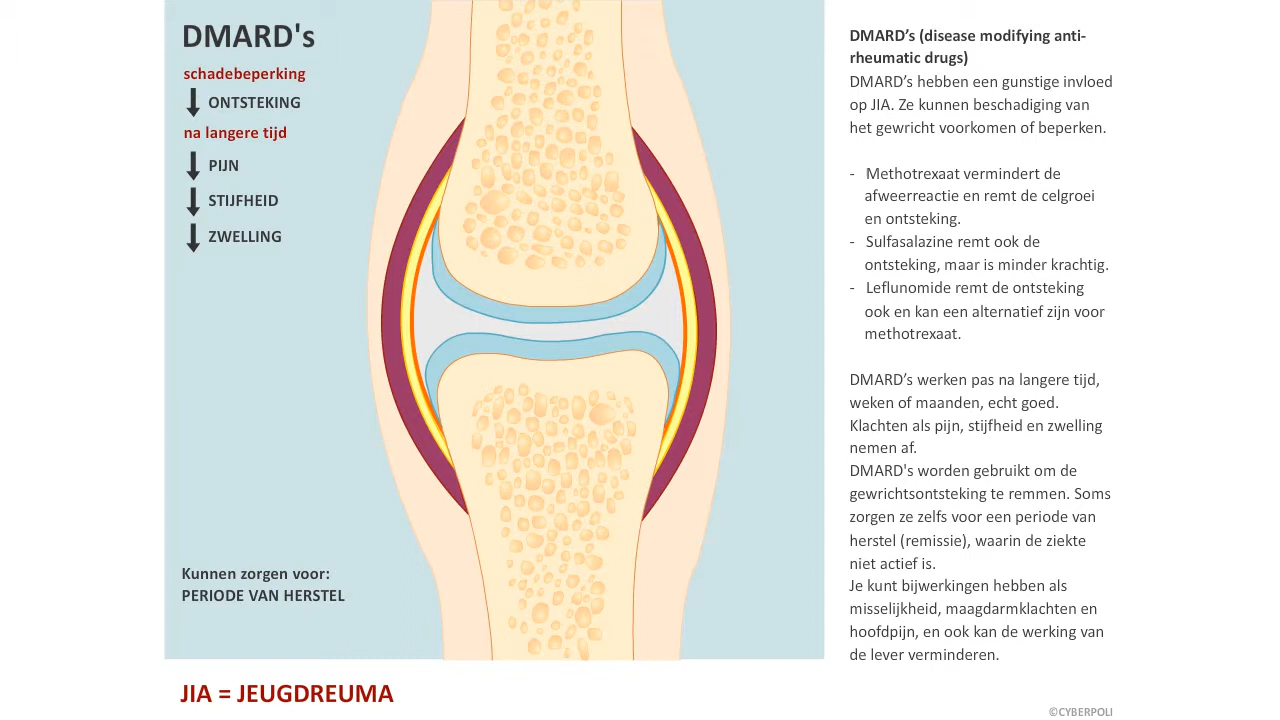 DMARD's
schadebeperking
ONTSTEKING
na langere tijd
PIJN
STIJFHEID
ZWELLING
Kunnen zorgen voor:
PERIODE VAN HERSTEL
JIA = JEUGDREUMA
DMARD’s (disease modifying anti-
rheumatic drugs)
DMARD’s hebben een gunstige invloed
op JIA. Ze kunnen beschadiging van
het gewricht voorkomen of beperken.
- Methotrexaat vermindert de
afweerreactie en remt de celgroei
en ontsteking.
- Sulfasalazine remt ook de
ontsteking, maar is minder krachtig.
- Leflunomide remt de ontsteking
ook en kan een alternatief zijn voor
methotrexaat.
DMARD’s werken pas na langere tijd,
weken of maanden, echt goed.
Klachten als pijn, stijfheid en zwelling
nemen af.
DMARD's worden gebruikt om de
gewrichtsontsteking te remmen. Soms
zorgen ze zelfs voor een periode van
herstel (remissie), waarin de ziekte
niet actief is.
Je kunt bijwerkingen hebben als
misselijkheid, maagdarmklachten en
hoofdpijn, en ook kan de werking van
de lever verminderen.
©CYBERPOLI